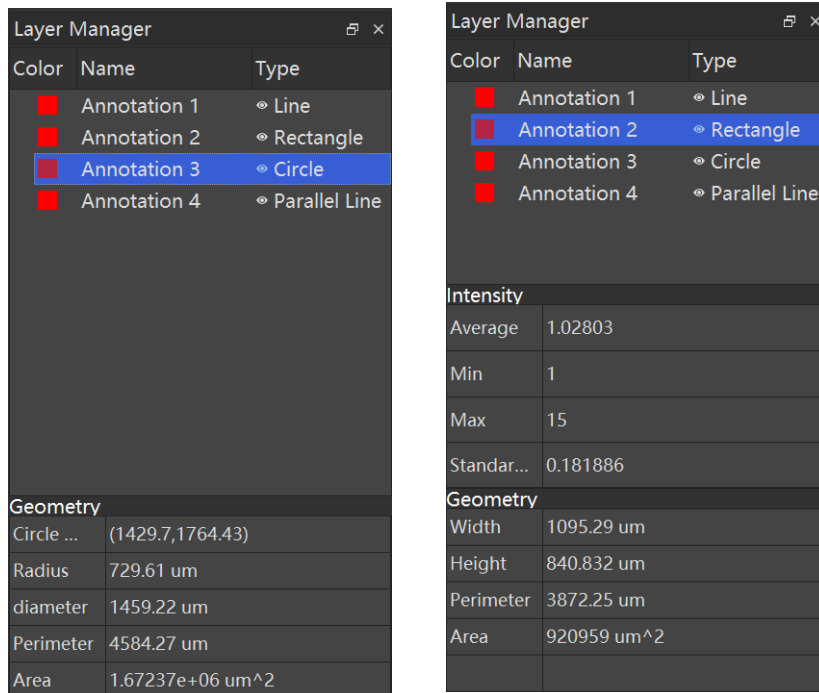 Layer Manager
Color Name Type
Annotation 1 Line
Annotation 2 Rectangle
Annotation 3 Circle
Annotation 4 Parallel Line
Geometry
Circle ... (1429.7,1764.43)
Radius 729.61 um
diameter 1459.22 um
Perimeter 4584.27 um
Area 1.67237e+06 um^2
Layer Manager
Color Name Type
Annotation 1 Line
Annotation 2 Rectangle
Annotation 3 Circle
Annotation 4 Parallel Line
Intensity
Average 1.02803
Min 1
Max 15
Standar... 0.181886
Geometry
Width 1095.29 um
Height 840.832 um
Perimeter 3872.25 um
Area 920959 um^2